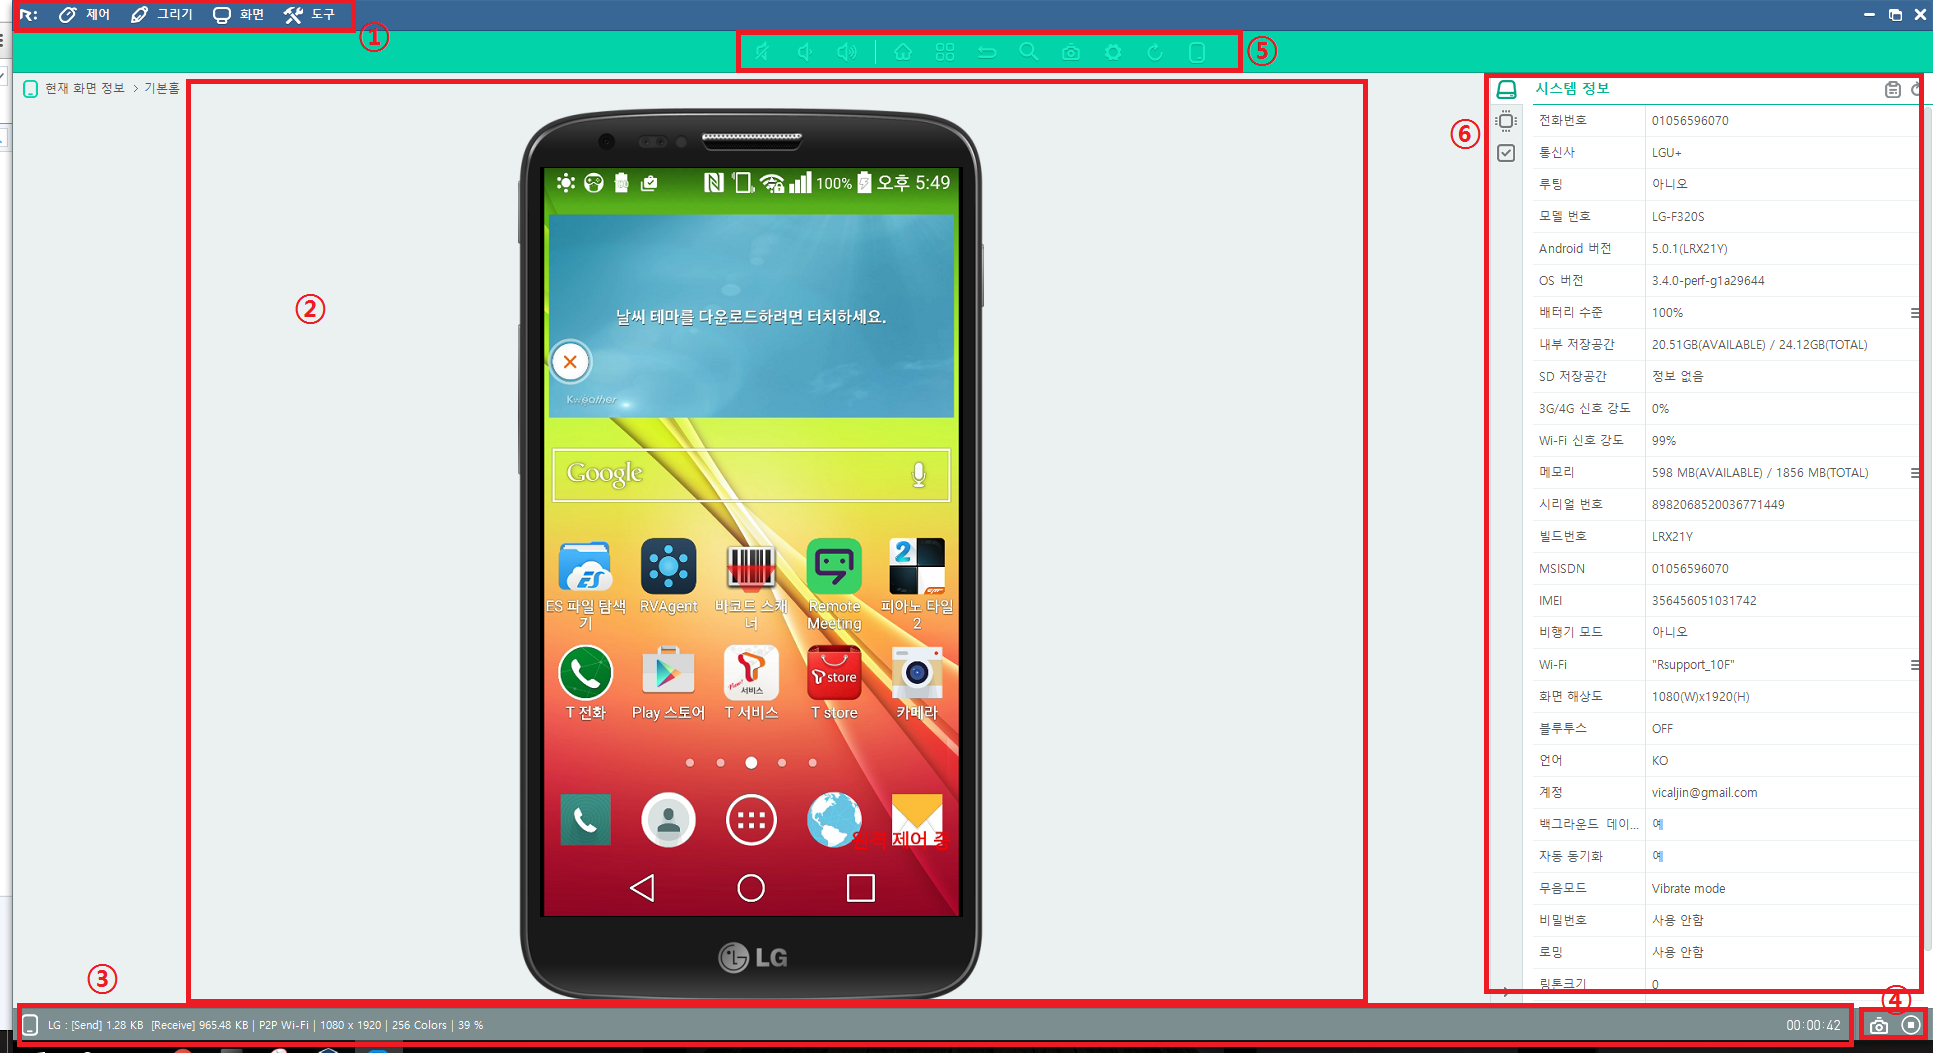 R: 제어 그리기 화면 도구
①
⑤
현재 화면 정보 > 기본홈
②
100% 오후 5:49
날씨 테마를 다운로드하려면 터치하세요.
Kweather
Google
ES 파일 탐색기
RVAgent
바코드 스캐너
Remote Meeting
피아노 타일 2
2
ES
T 전화
Play 스토어
T 서비스
서비스
T store
store
카메라
원격 제어 중
LG
⑥
시스템 정보
전화번호 01056596070
통신사 LGU+
루팅 아니오
모델 번호 LG-F320S
Android 버전 5.0.1(LRX21Y)
OS 버전 3.4.0-perf-g1a29644
배터리 수준 100%
내부 저장공간 20.51GB(AVAILABLE) / 24.12GB(TOTAL)
SD 저장공간 정보 없음
3G/4G 신호 강도 0%
Wi-Fi 신호 강도 99%
메모리 598 MB(AVAILABLE) / 1856 MB(TOTAL)
시리얼 번호 8982068520036771449
빌드번호 LRX21Y
MSISDN 01056596070
IMEI 356456051031742
비행기 모드 아니오
Wi-Fi "Rsupport_10F"
화면 해상도 1080(W)x1920(H)
블루투스 OFF
언어 KO
계정 vicaljin@gmail.com
백그라운드 데이... 예
자동 동기화 예
무음모드 Vibrate mode
비밀번호 사용 안함
로밍 사용 안함
링톤크기 0
③
④
LG : [Send] 1.28 KB [Receive] 965.48 KB | P2P Wi-Fi | 1080 x 1920 | 256 Colors | 39 %
00:00:42